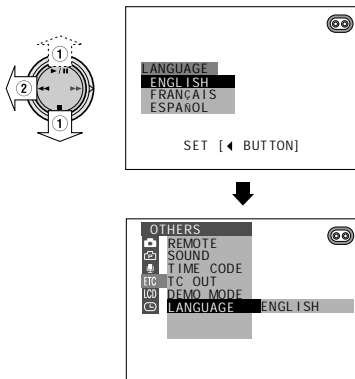 1
2
1
LANGUAGE
ENGLISH
FRANÇAIS
ESPAÑOL
SET [◀ BUTTON]
OTHERS
REMOTE
SOUND
TIME CODE
ETC TC OUT
LCD DEMO MODE
LANGUAGE ENGLISH